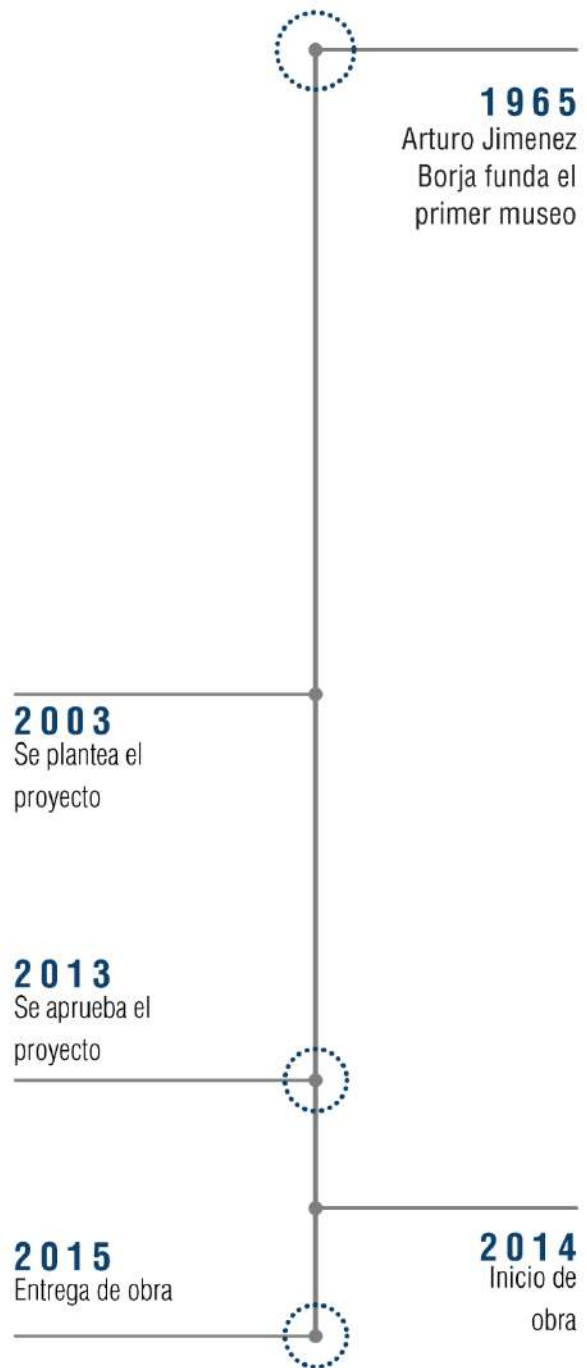 1965
Arturo Jimenez
Borja funda el
primer museo
2003
Se plantea el
proyecto
2013
Se aprueba el
proyecto
2014
Inicio de
obra
2015
Entrega de obra